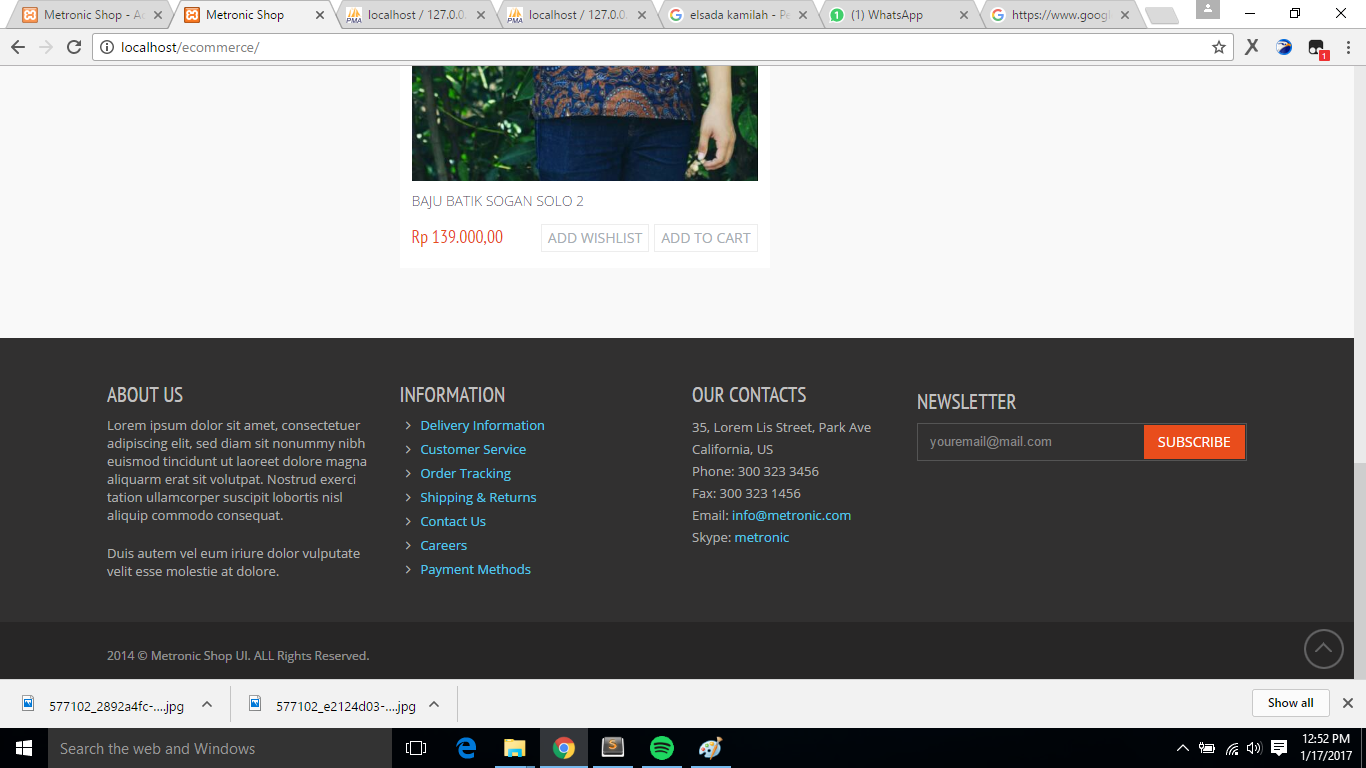 Metronic Shop - Ad
Metronic Shop
localhost / 127.0.0.
localhost / 127.0.0.
elsada kamilah - Pe
(1) WhatsApp
https://www.googl
localhost/ecommerce/
1
BAJU BATIK SOGAN SOLO 2
Rp 139.000,00
ADD WISHLIST
ADD TO CART
ABOUT US
Lorem ipsum dolor sit amet, consectetuer
adipiscing elit, sed diam sit nonummy nibh
euismod tincidunt ut laoreet dolore magna
aliquarm erat sit volutpat. Nostrud exerci
tation ullamcorper suscipit lobortis nisl
aliquip commodo consequat.
Duis autem vel eum iriure dolor vulputate
velit esse molestie at dolore.
INFORMATION
Delivery Information
Customer Service
Order Tracking
Shipping & Returns
Contact Us
Careers
Payment Methods
OUR CONTACTS
35, Lorem Lis Street, Park Ave
California, US
Phone: 300 323 3456
Fax: 300 323 1456
Email: info@metronic.com
Skype: metronic
NEWSLETTER
youremail@mail.com
SUBSCRIBE
2014 © Metronic Shop UI. ALL Rights Reserved.
577102_2892a4fc-....jpg
577102_e2124d03-....jpg
Show all
Search the web and Windows
12:52 PM
1/17/2017